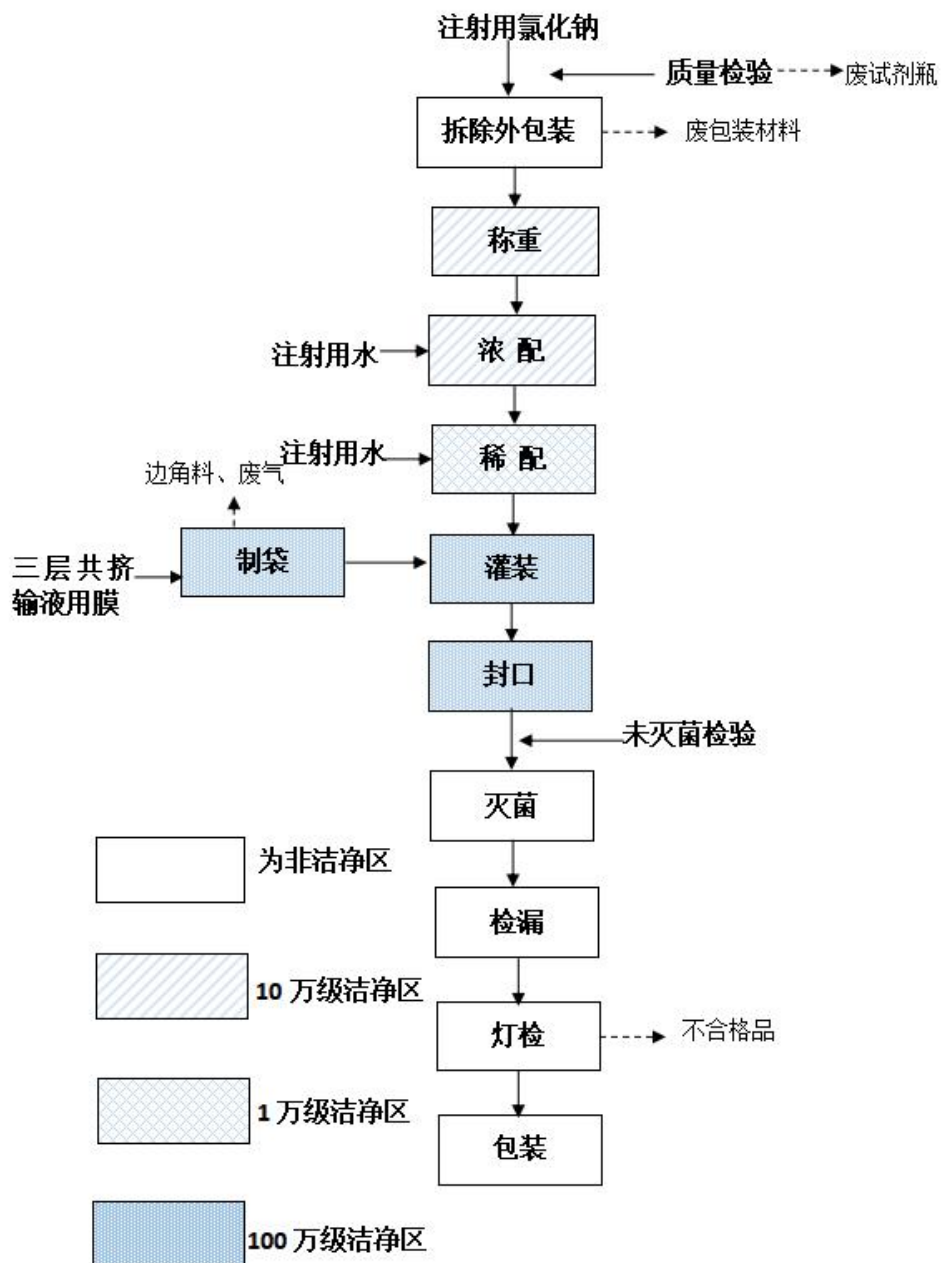 注射用氯化钠
质量检验
废试剂瓶
拆除外包装
废包装材料
称重
注射用水
浓 配
注射用水
稀 配
边角料、废气
三层共挤
输液用膜
制袋
灌装
封口
未灭菌检验
灭菌
为非洁净区
检漏
10 万级洁净区
灯检
不合格品
1 万级洁净区
包装
100 万级洁净区